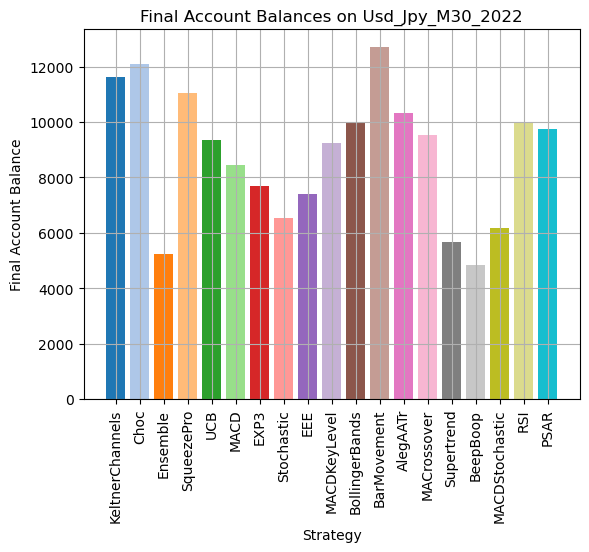 Final Account Balances on Usd_Jpy_M30_2022
Final Account Balance
12000
10000
8000
6000
4000
2000
0
KeltnerChannels
Choc
Ensemble
SqueezePro
UCB
MACD
EXP3
Stochastic
EEE
MACDKeyLevel
BollingerBands
BarMovement
AlegAATr
MACrossover
Supertrend
BeepBoop
MACDStochastic
RSI
PSAR
Strategy